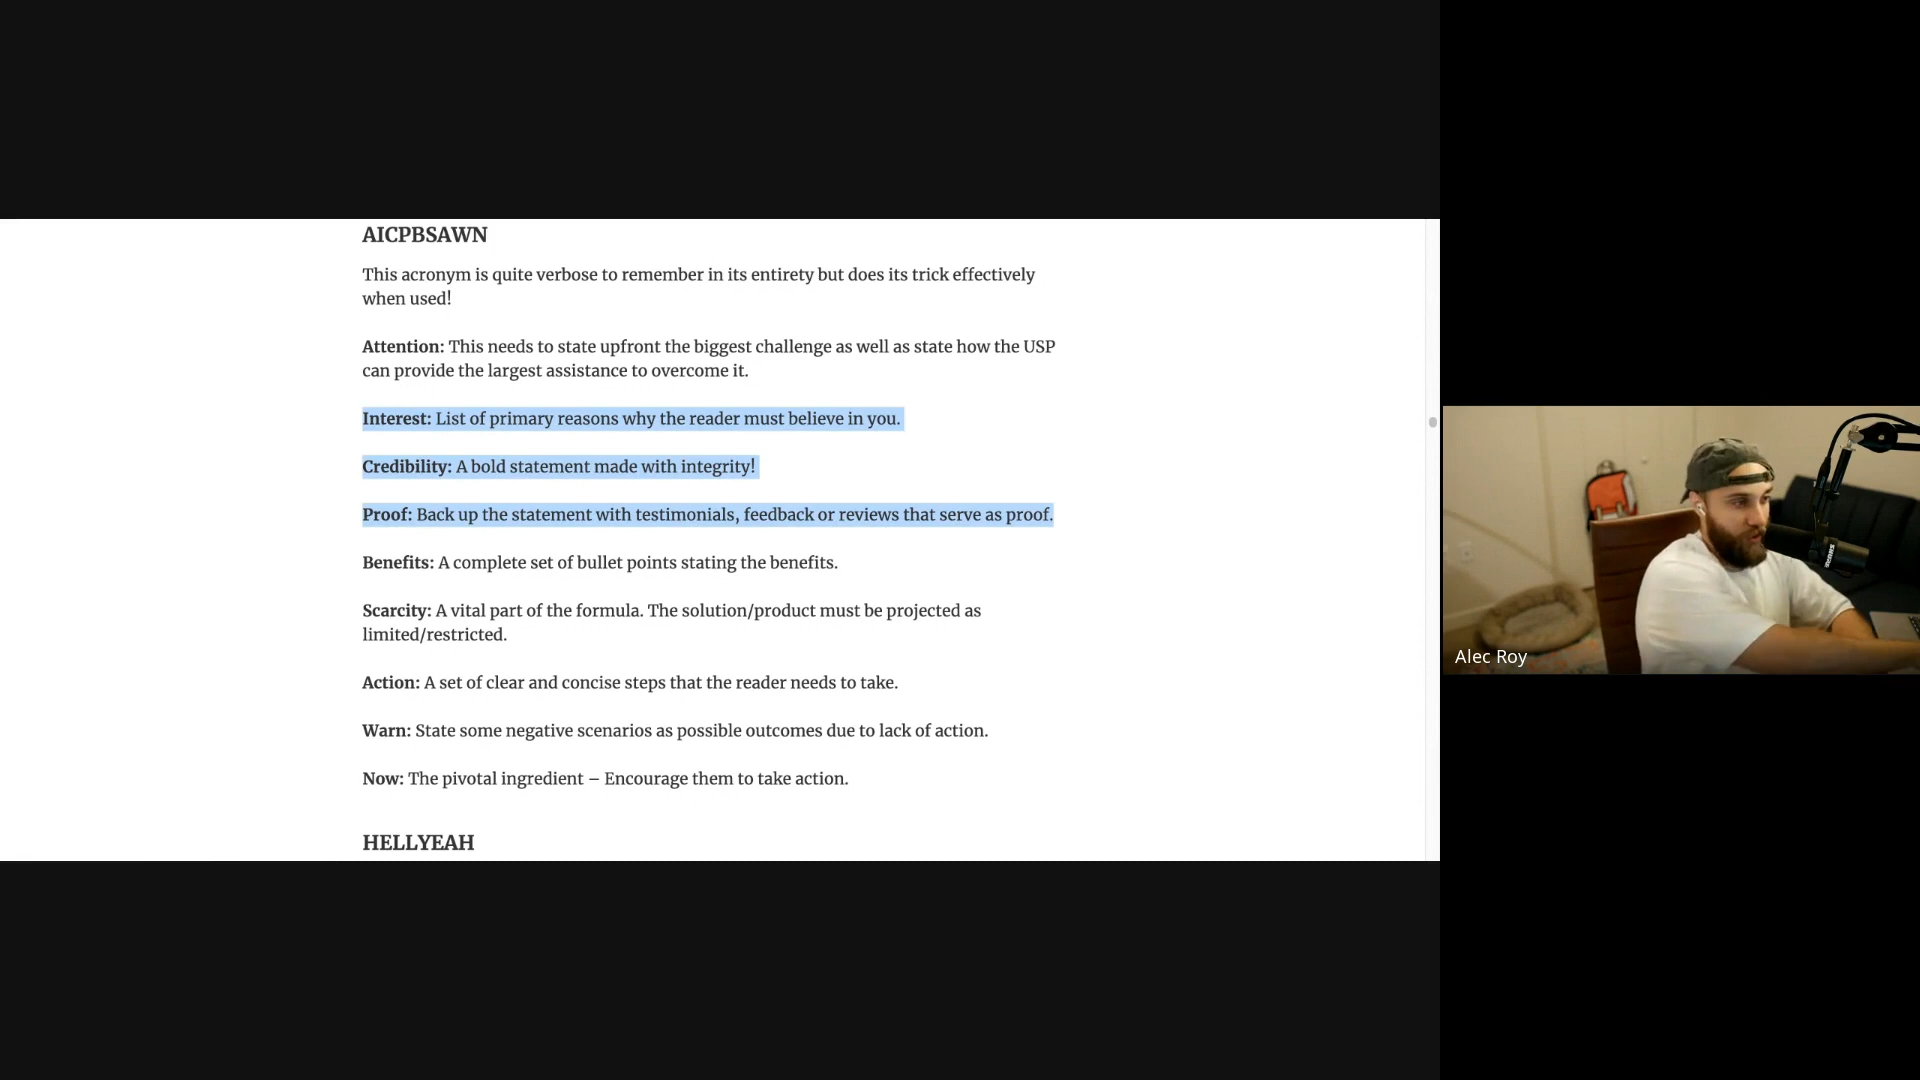 AICPBSAWN
This acronym is quite verbose to remember in its entirety but does its trick effectively
when used!
Attention: This needs to state upfront the biggest challenge as well as state how the USP
can provide the largest assistance to overcome it.
Interest: List of primary reasons why the reader must believe in you.
Credibility: A bold statement made with integrity!
Proof: Back up the statement with testimonials, feedback or reviews that serve as proof.
Benefits: A complete set of bullet points stating the benefits.
Scarcity: A vital part of the formula. The solution/product must be projected as
limited/restricted.
Action: A set of clear and concise steps that the reader needs to take.
Warn: State some negative scenarios as possible outcomes due to lack of action.
Now: The pivotal ingredient – Encourage them to take action.
HELLYEAH
SHURE
Alec Roy